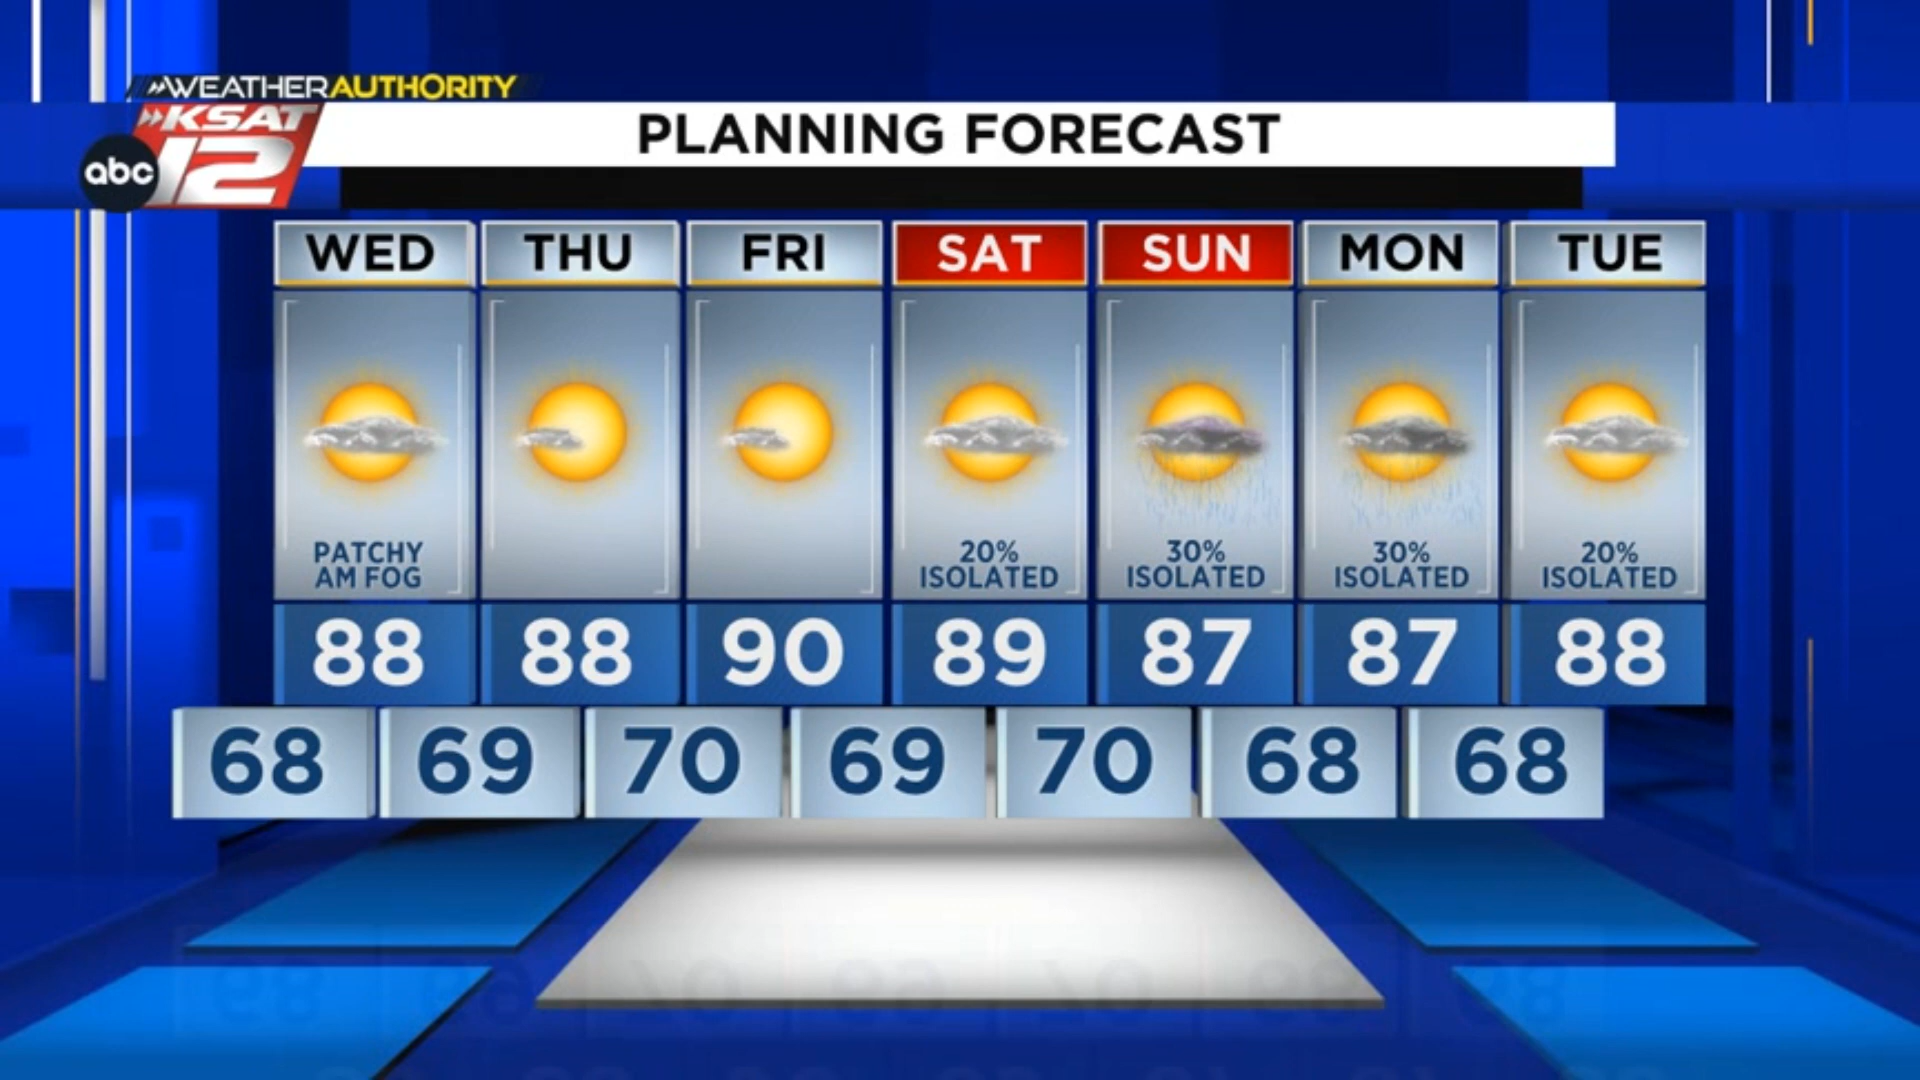 WEATHERAUTHORITY
KSAT
12
abc
PLANNING FORECAST
WED THU FRI SAT SUN MON TUE
PATCHY
AM FOG
20%
ISOLATED
30%
ISOLATED
30%
ISOLATED
20%
ISOLATED
88 88 90 89 87 87 88
68 69 70 69 70 68 68